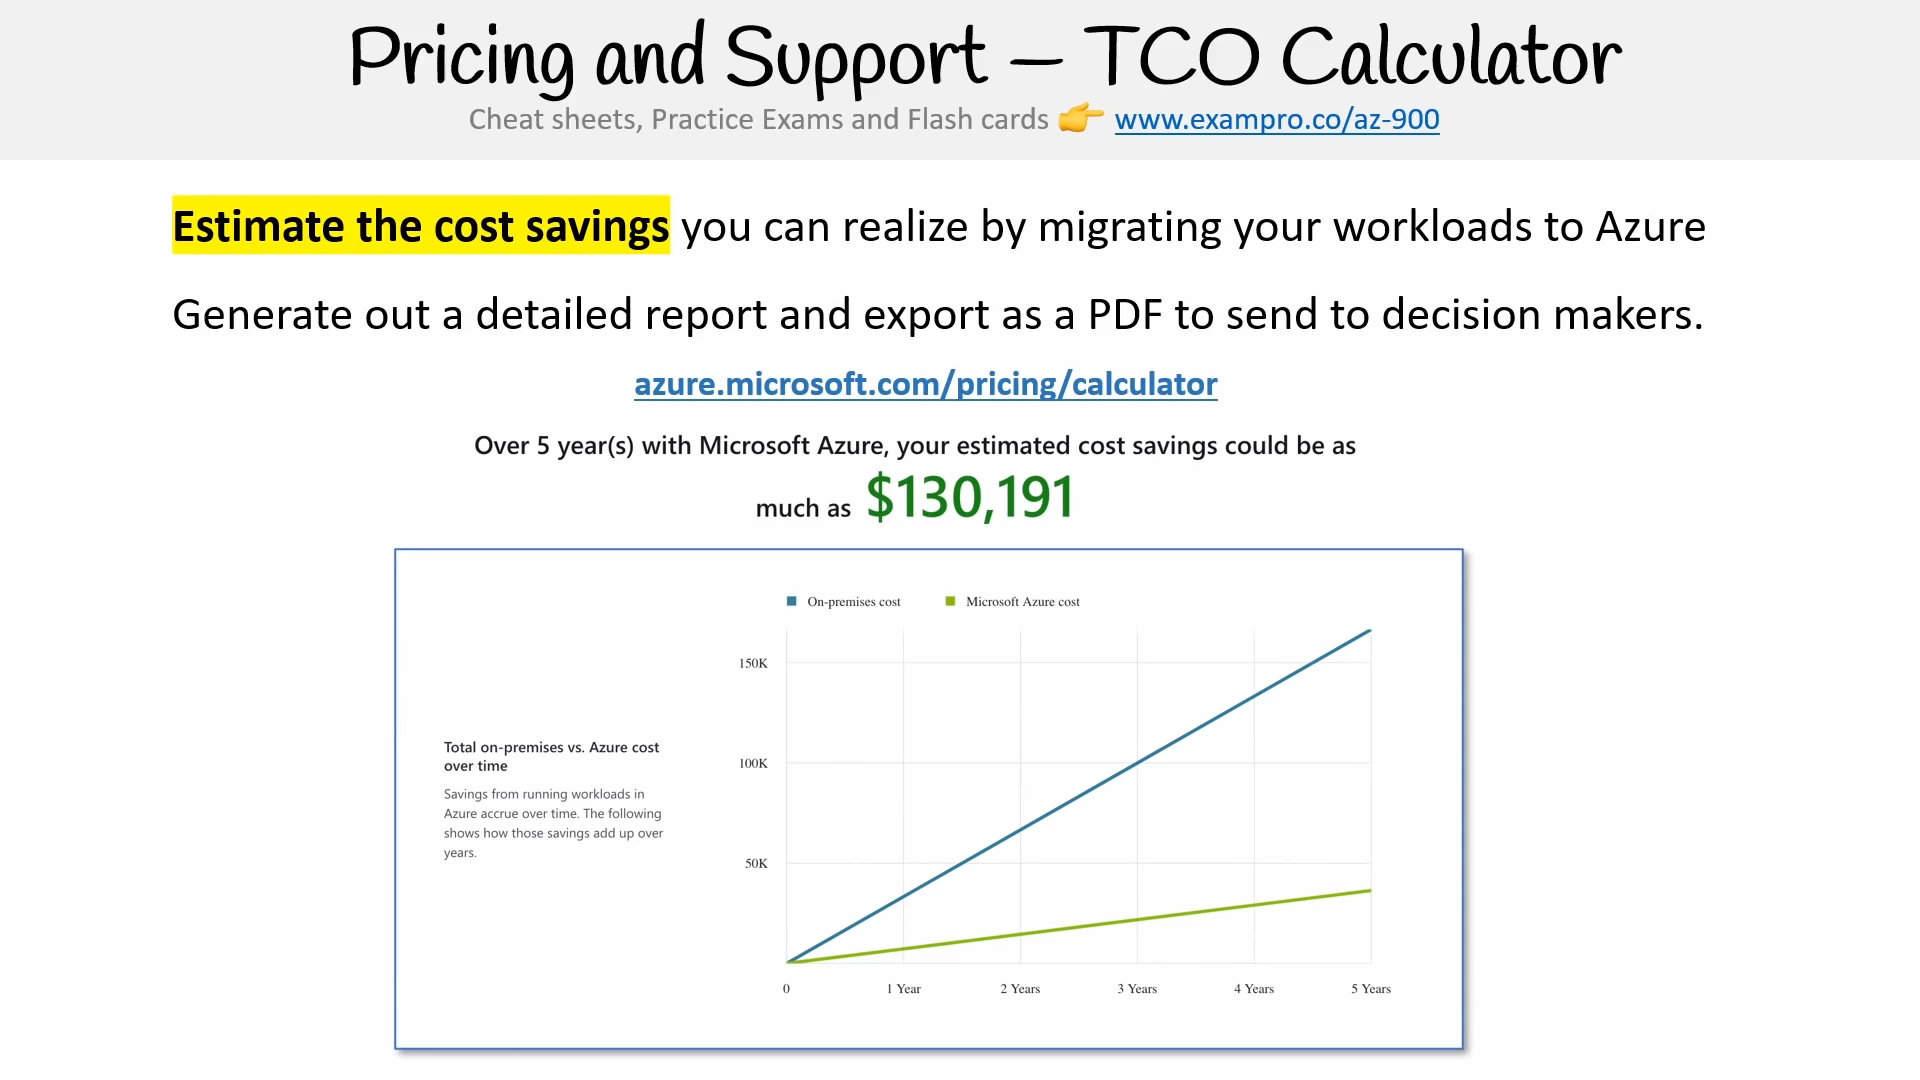 Pricing and Support – TCO Calculator
Cheat sheets, Practice Exams and Flash cards 👉 www.exampro.co/az-900
Estimate the cost savings you can realize by migrating your workloads to Azure
Generate out a detailed report and export as a PDF to send to decision makers.
azure.microsoft.com/pricing/calculator
Over 5 year(s) with Microsoft Azure, your estimated cost savings could be as
much as $130,191
On-premises cost Microsoft Azure cost
Total on-premises vs. Azure cost
over time
Savings from running workloads in
Azure accrue over time. The following
shows how those savings add up over
years.
150K
100K
50K
0 1 Year 2 Years 3 Years 4 Years 5 Years